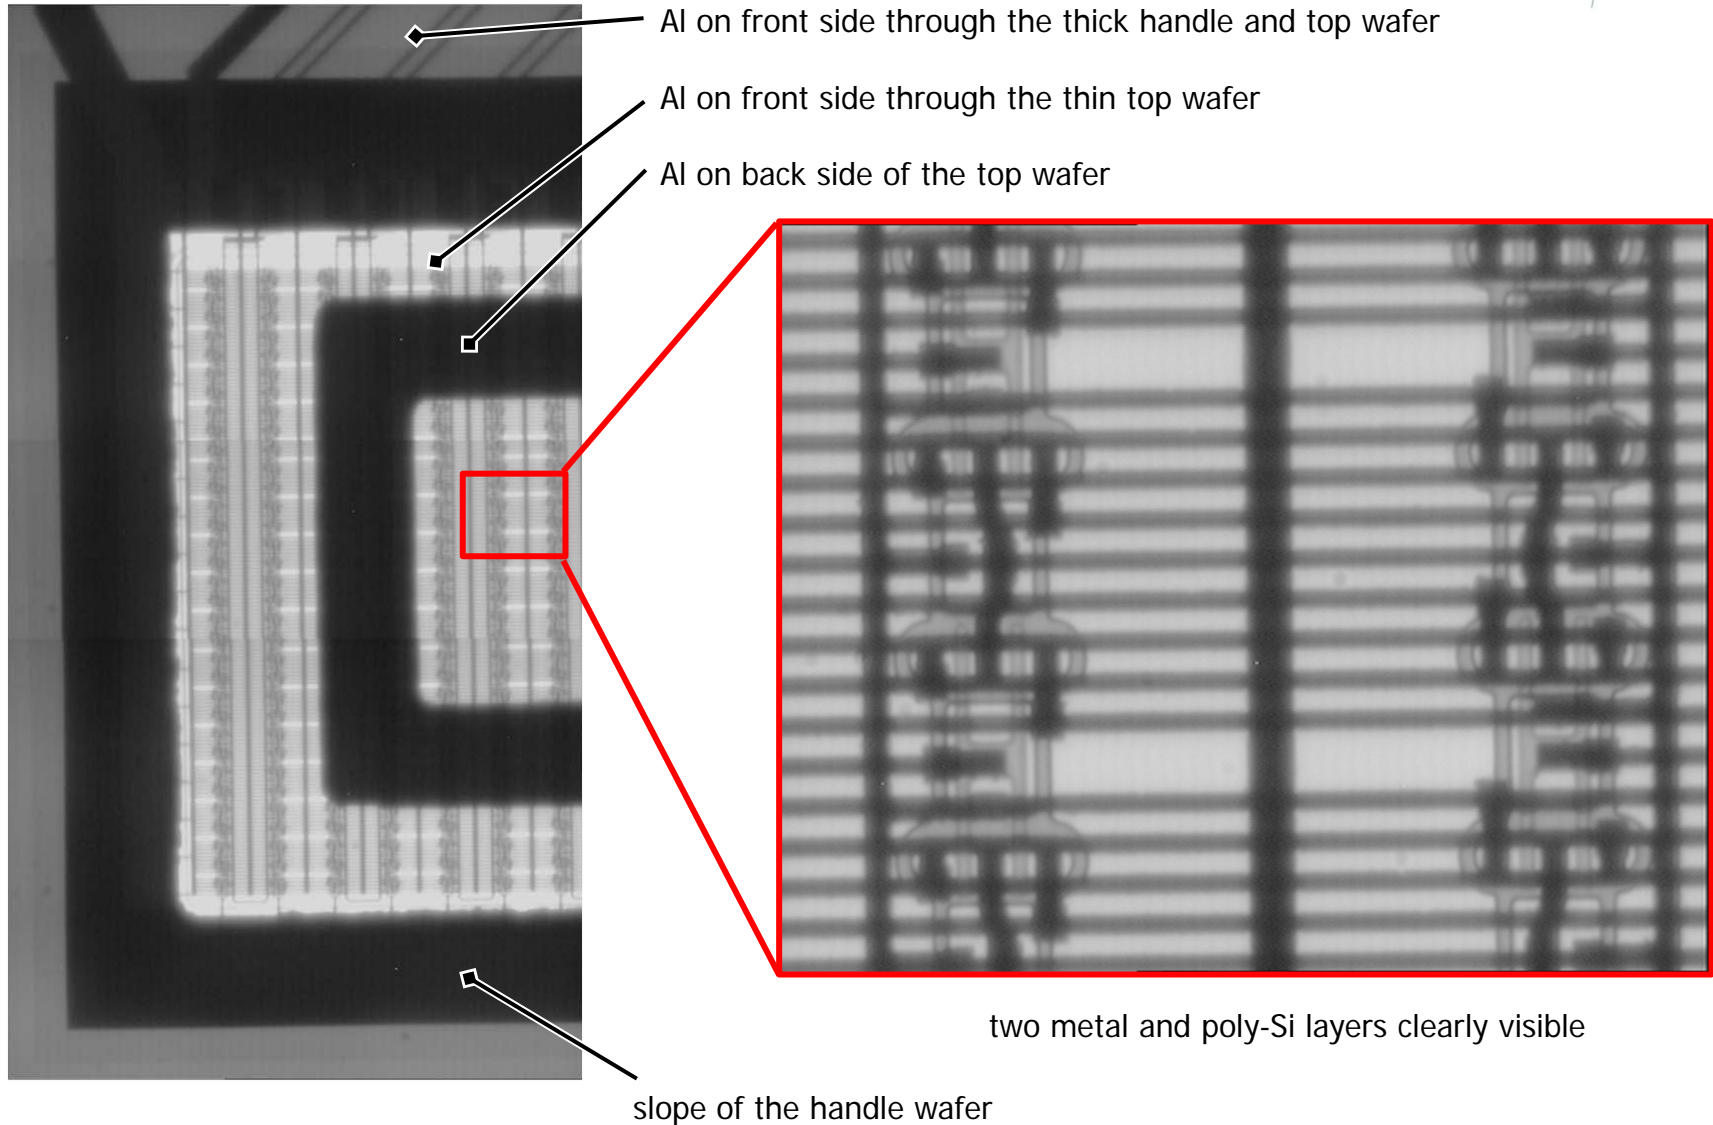 Al on front side through the thick handle and top wafer
Al on front side through the thin top wafer
Al on back side of the top wafer
two metal and poly-Si layers clearly visible
slope of the handle wafer